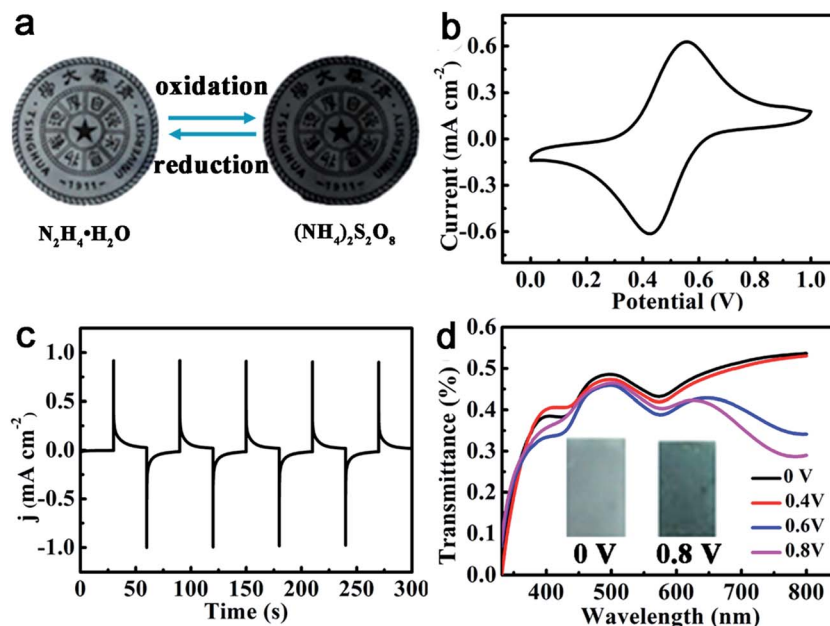 a
oxidation
reduction
TSINGHUA UNIVERSITY
-1911-
N₂H₄•H₂O
(NH₄)₂S₂O₈
b
Current (mA cm⁻²)
0.6
0.3
0.0
-0.3
-0.6
0.0 0.2 0.4 0.6 0.8 1.0
Potential (V)
c
j (mA cm⁻²)
1.0
0.5
0.0
-0.5
-1.0
0 50 100 150 200 250 300
Time (s)
d
Transmittance (%)
0.6
0.5
0.4
0.3
0.2
0.1
0
400 500 600 700 800
Wavelength (nm)
0 V
0.8 V
0 V
0.4V
0.6V
0.8V